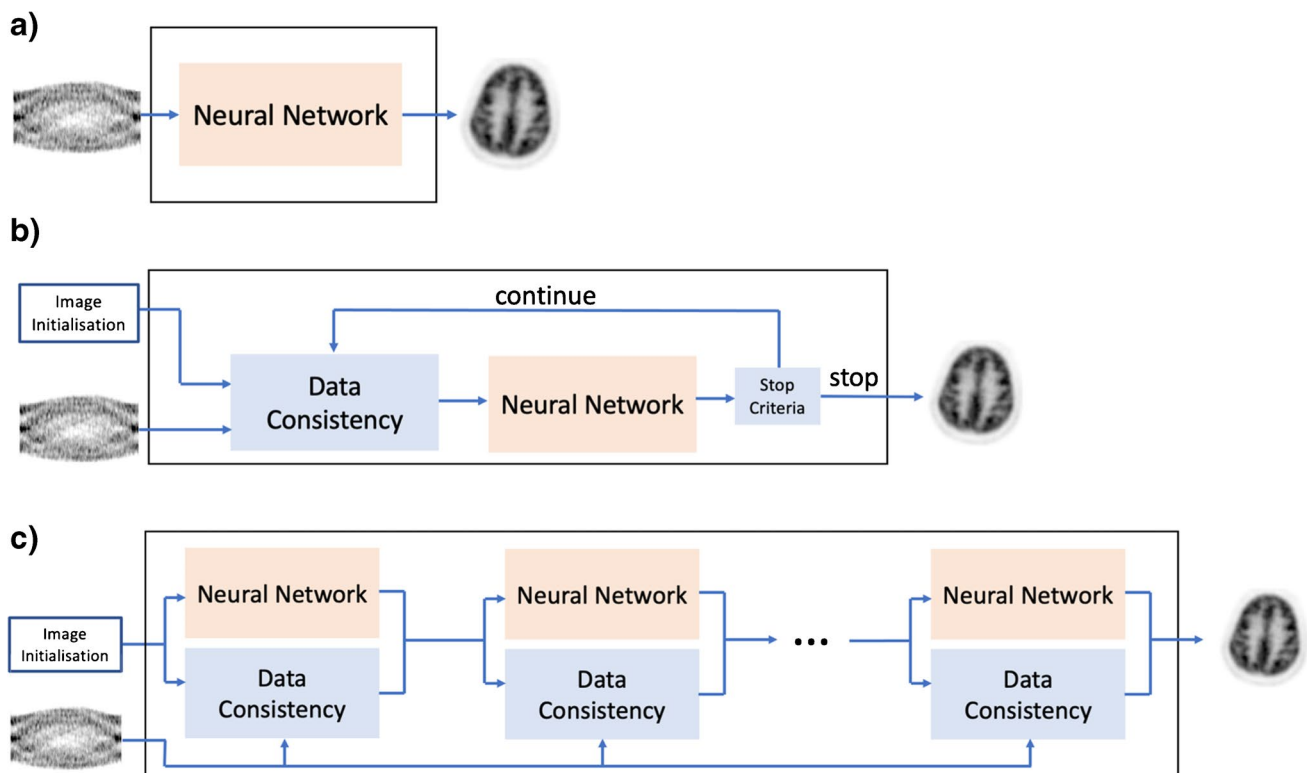 a)
Neural Network
b)
Image
Initialisation
continue
Data
Consistency
Neural Network
Stop
Criteria
stop
c)
Image
Initialisation
Neural Network
Data
Consistency
Neural Network
Data
Consistency
...
Neural Network
Data
Consistency